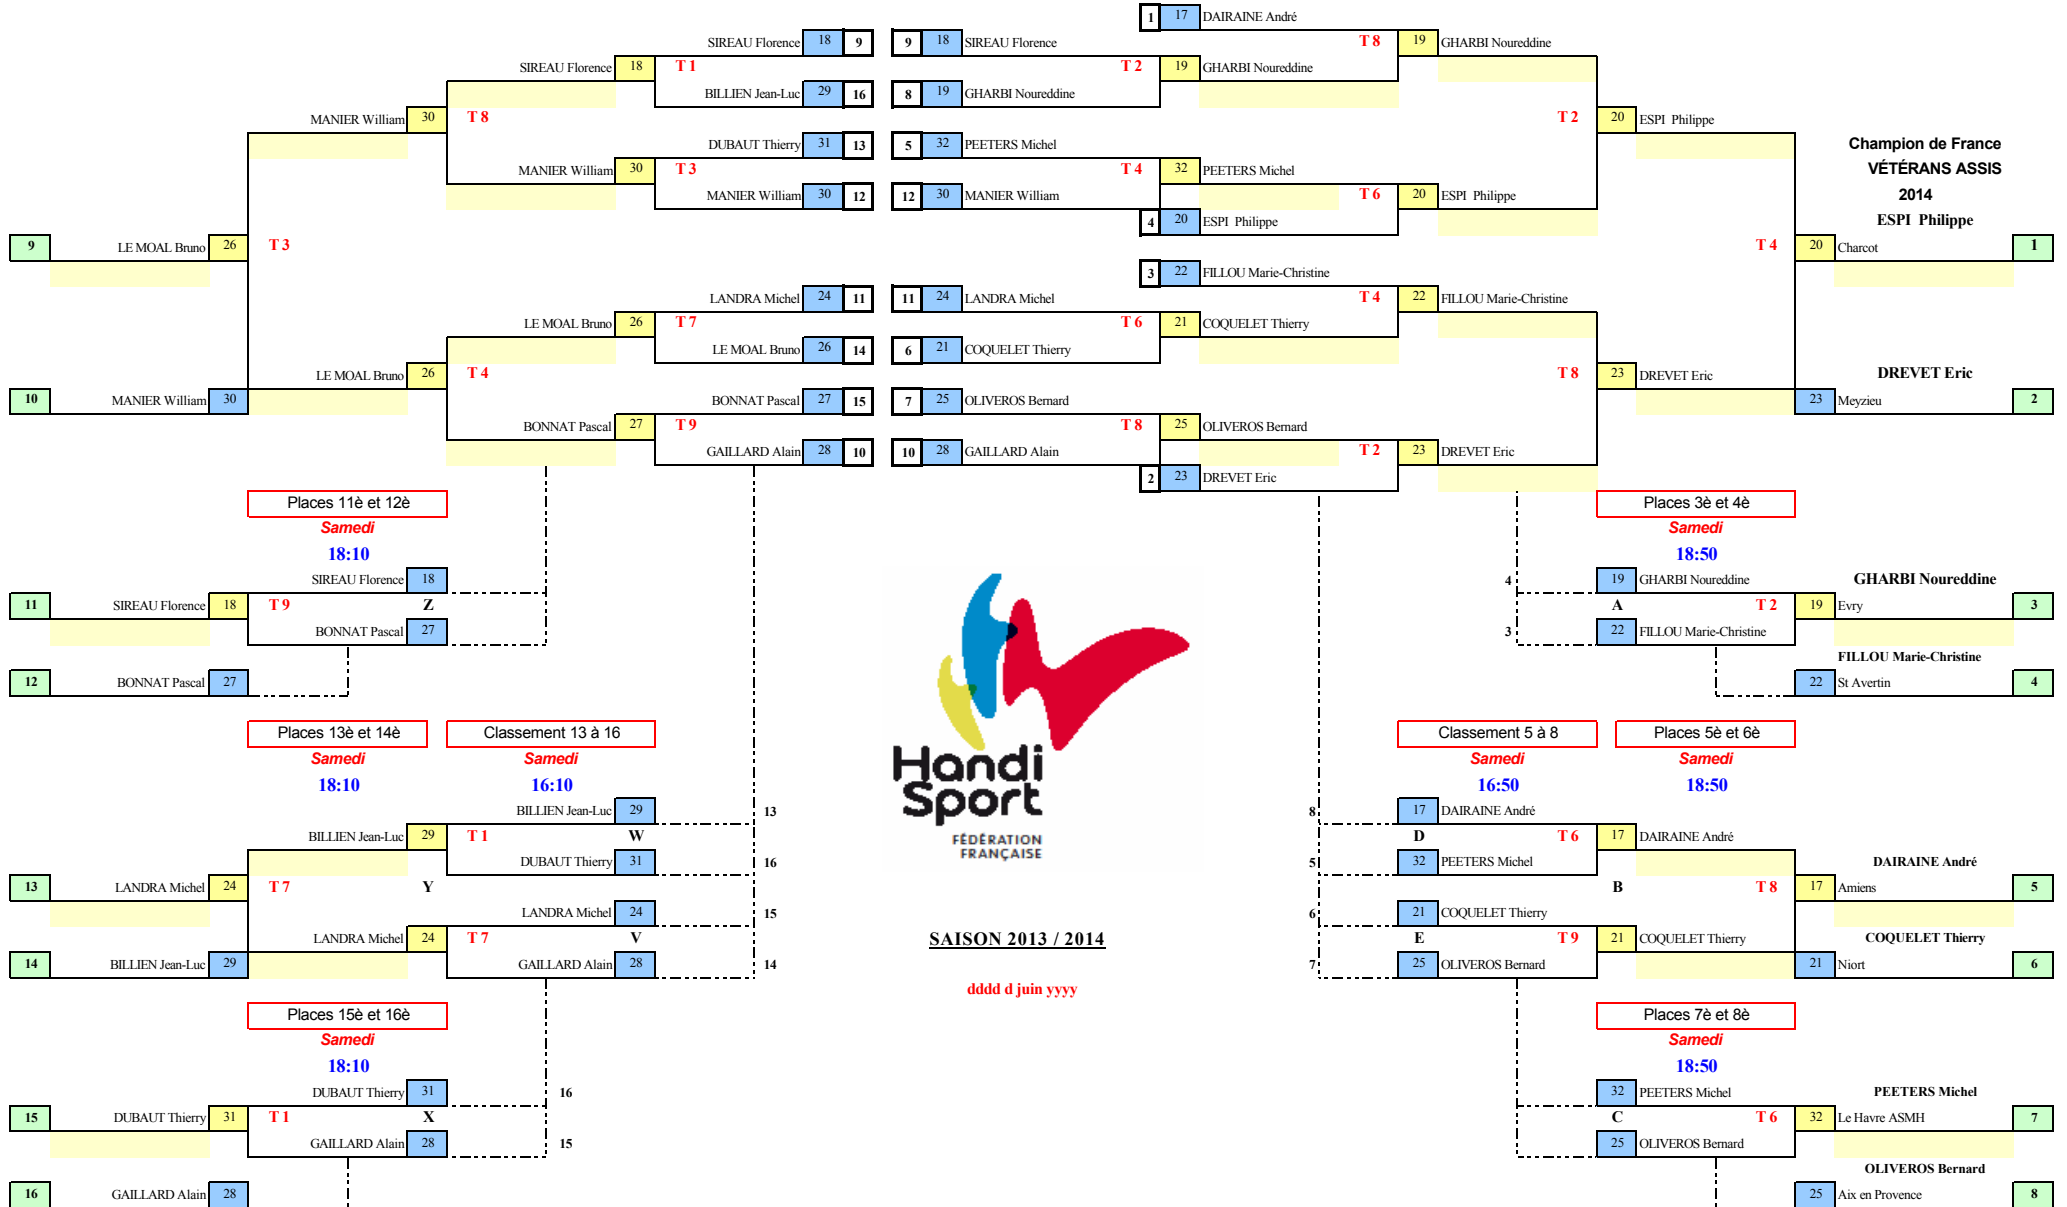 1 17 DAIRAINE André
SIREAU Florence 18 9 9 18 SIREAU Florence T 8 19 GHARBI Noureddine
SIREAU Florence 18 T 1 T 2 19 GHARBI Noureddine
BILLIEN Jean-Luc 29 16 8 19 GHARBI Noureddine
MANIER William 30 T 8 T 2 20 ESPI Philippe
DUBAUT Thierry 31 13 5 32 PEETERS Michel Champion de France
MANIER William 30 T 3 T 4 32 PEETERS Michel VÉTÉRANS ASSIS
MANIER William 30 12 12 30 MANIER William T 6 20 ESPI Philippe 2014
4 20 ESPI Philippe ESPI Philippe
9 LE MOAL Bruno 26 T 3 T 4 20 Charcot 1
3 22 FILLOU Marie-Christine
LANDRA Michel 24 11 11 24 LANDRA Michel T 4 22 FILLOU Marie-Christine
LE MOAL Bruno 26 T 7 T 6 21 COQUELET Thierry
LE MOAL Bruno 26 14 6 21 COQUELET Thierry
LE MOAL Bruno 26 T 4 T 8 23 DREVET Eric DREVET Eric
10 MANIER William 30 BONNAT Pascal 27 15 7 25 OLIVEROS Bernard 23 Meyzieu 2
BONNAT Pascal 27 T 9 T 8 25 OLIVEROS Bernard
GAILLARD Alain 28 10 10 28 GAILLARD Alain T 2 23 DREVET Eric
2 23 DREVET Eric
Places 11è et 12è Places 3è et 4è
Samedi Samedi
18:10 18:50
SIREAU Florence 18 4 19 GHARBI Noureddine GHARBI Noureddine
11 SIREAU Florence 18 T 9 Z A T 2 19 Evry 3
BONNAT Pascal 27 3 22 FILLOU Marie-Christine
FILLOU Marie-Christine
12 BONNAT Pascal 27 22 St Avertin 4
Places 13è et 14è Classement 13 à 16 Classement 5 à 8 Places 5è et 6è
Samedi Samedi Samedi Samedi
18:10 16:10 16:50 18:50
Handi
Sport
FÉDÉRATION
FRANÇAISE
BILLIEN Jean-Luc 29 13 8 17 DAIRAINE André
BILLIEN Jean-Luc 29 T 1 W D T 6 17 DAIRAINE André
DUBAUT Thierry 31 16 5 32 PEETERS Michel DAIRAINE André
13 LANDRA Michel 24 T 7 Y B T 8 17 Amiens 5
LANDRA Michel 24 15 6 21 COQUELET Thierry
LANDRA Michel 24 T 7 V SAISON 2013 / 2014 E T 9 21 COQUELET Thierry COQUELET Thierry
14 BILLIEN Jean-Luc 29 GAILLARD Alain 28 14 7 25 OLIVEROS Bernard 21 Niort 6
dddd d juin yyyy
Places 15è et 16è Places 7è et 8è
Samedi Samedi
18:10 18:50
DUBAUT Thierry 31 16 32 PEETERS Michel PEETERS Michel
15 DUBAUT Thierry 31 T 1 X C T 6 32 Le Havre ASMH 7
GAILLARD Alain 28 15 25 OLIVEROS Bernard
OLIVEROS Bernard
16 GAILLARD Alain 28 25 Aix en Provence 8